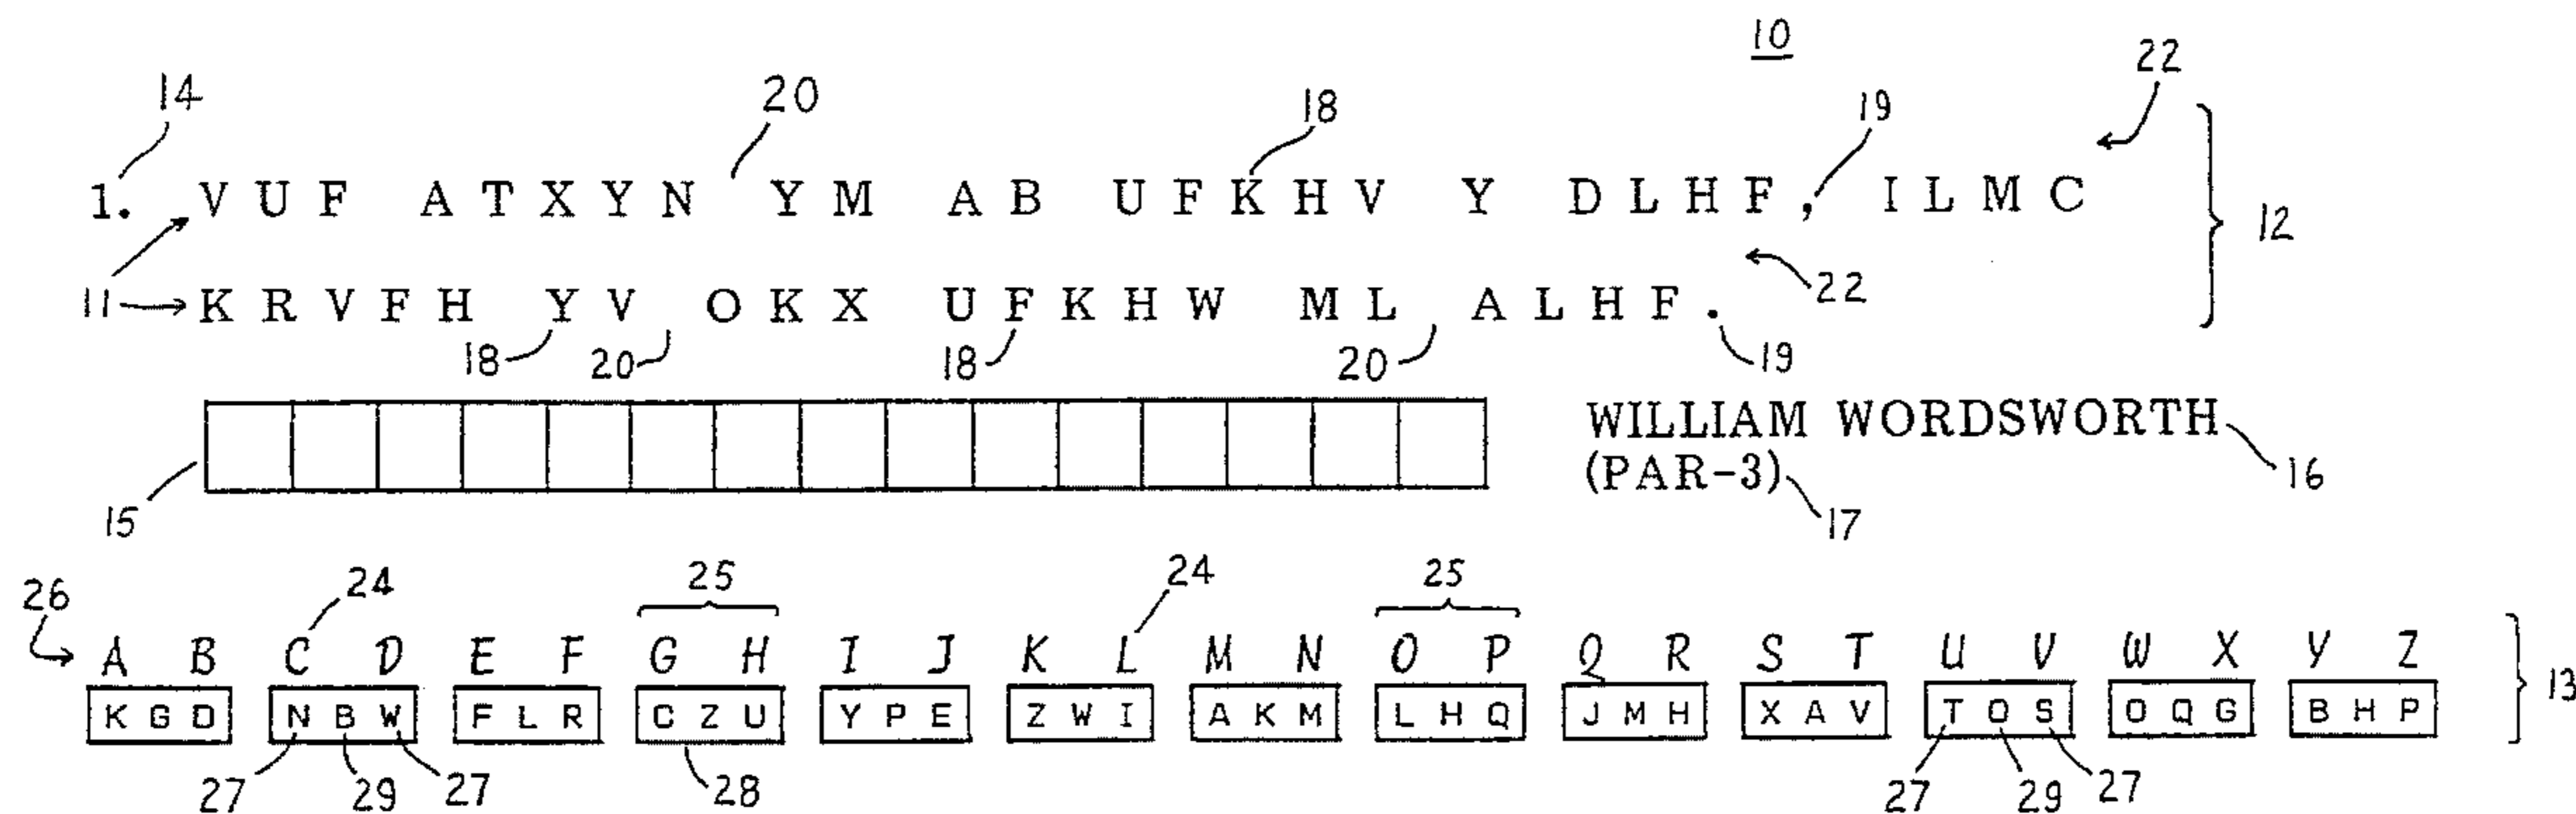 10
14 20 18 19 22
1. VUF ATXYN YM AB UFKHV Y DLHF, ILMC
12
11 KRVFH YV OKX UFKHW ML ALHF. 22
18 20 18 20 19
WILLIAM WORDSWORTH 16
15 (PAR-3) 17
26 24 25 24 25
A B C D E F G H I J K L M N O P Q R S T U V W X Y Z
KGD NBW FLR CZU YPE ZWI AKM LHQ JMH XAV TOS OQG BHP 13
27 29 27 28 27 29 27